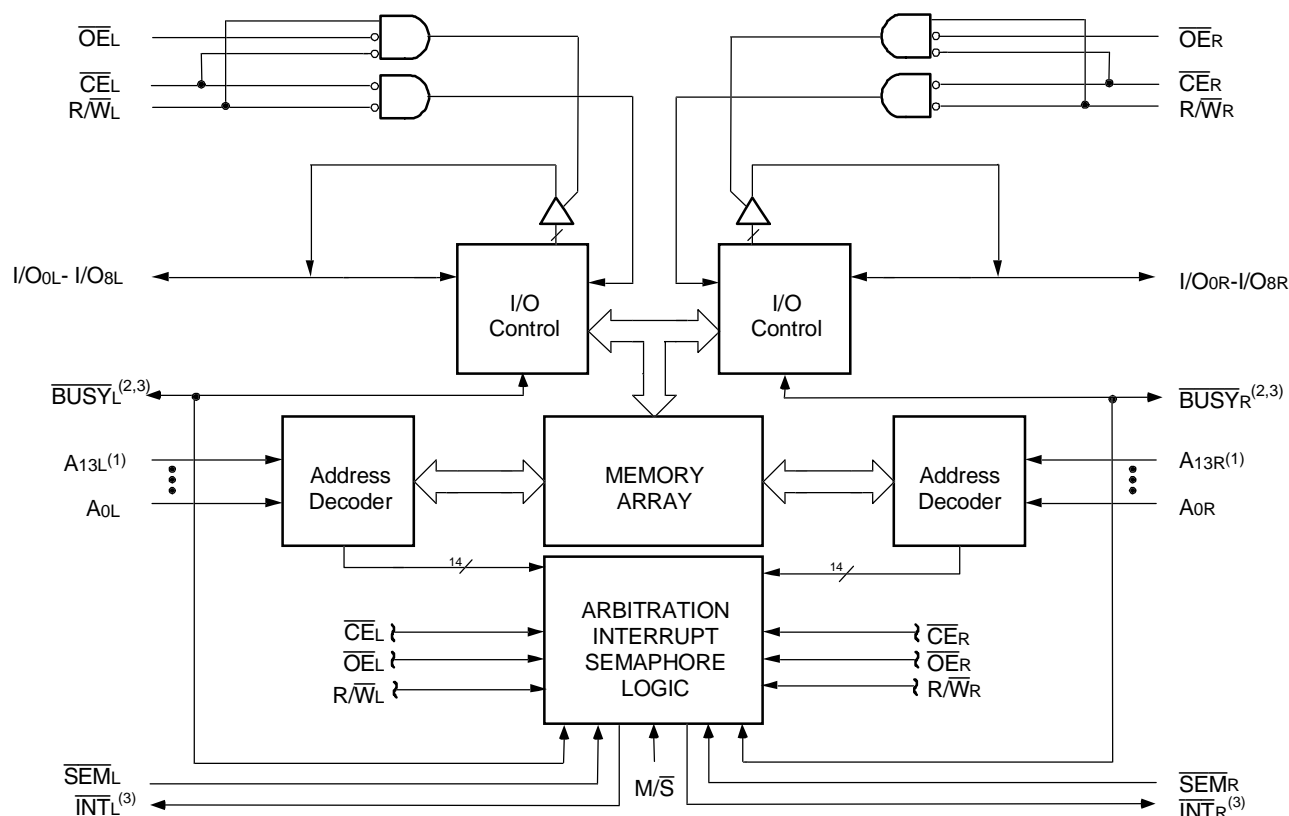 OEL
OER
CEL
CER
R/WL
R/WR
I/O0L- I/O8L
I/O Control
I/O Control
I/O0R-I/O8R
BUSYL(2,3)
BUSYR(2,3)
A13L(1)
A0L
Address Decoder
MEMORY ARRAY
Address Decoder
A13R(1)
A0R
14
14
ARBITRATION
INTERRUPT
SEMAPHORE
LOGIC
CEL
OEL
R/WL
CER
OER
R/WR
SEML
INTL(3)
M/S
SEMR
INTR(3)